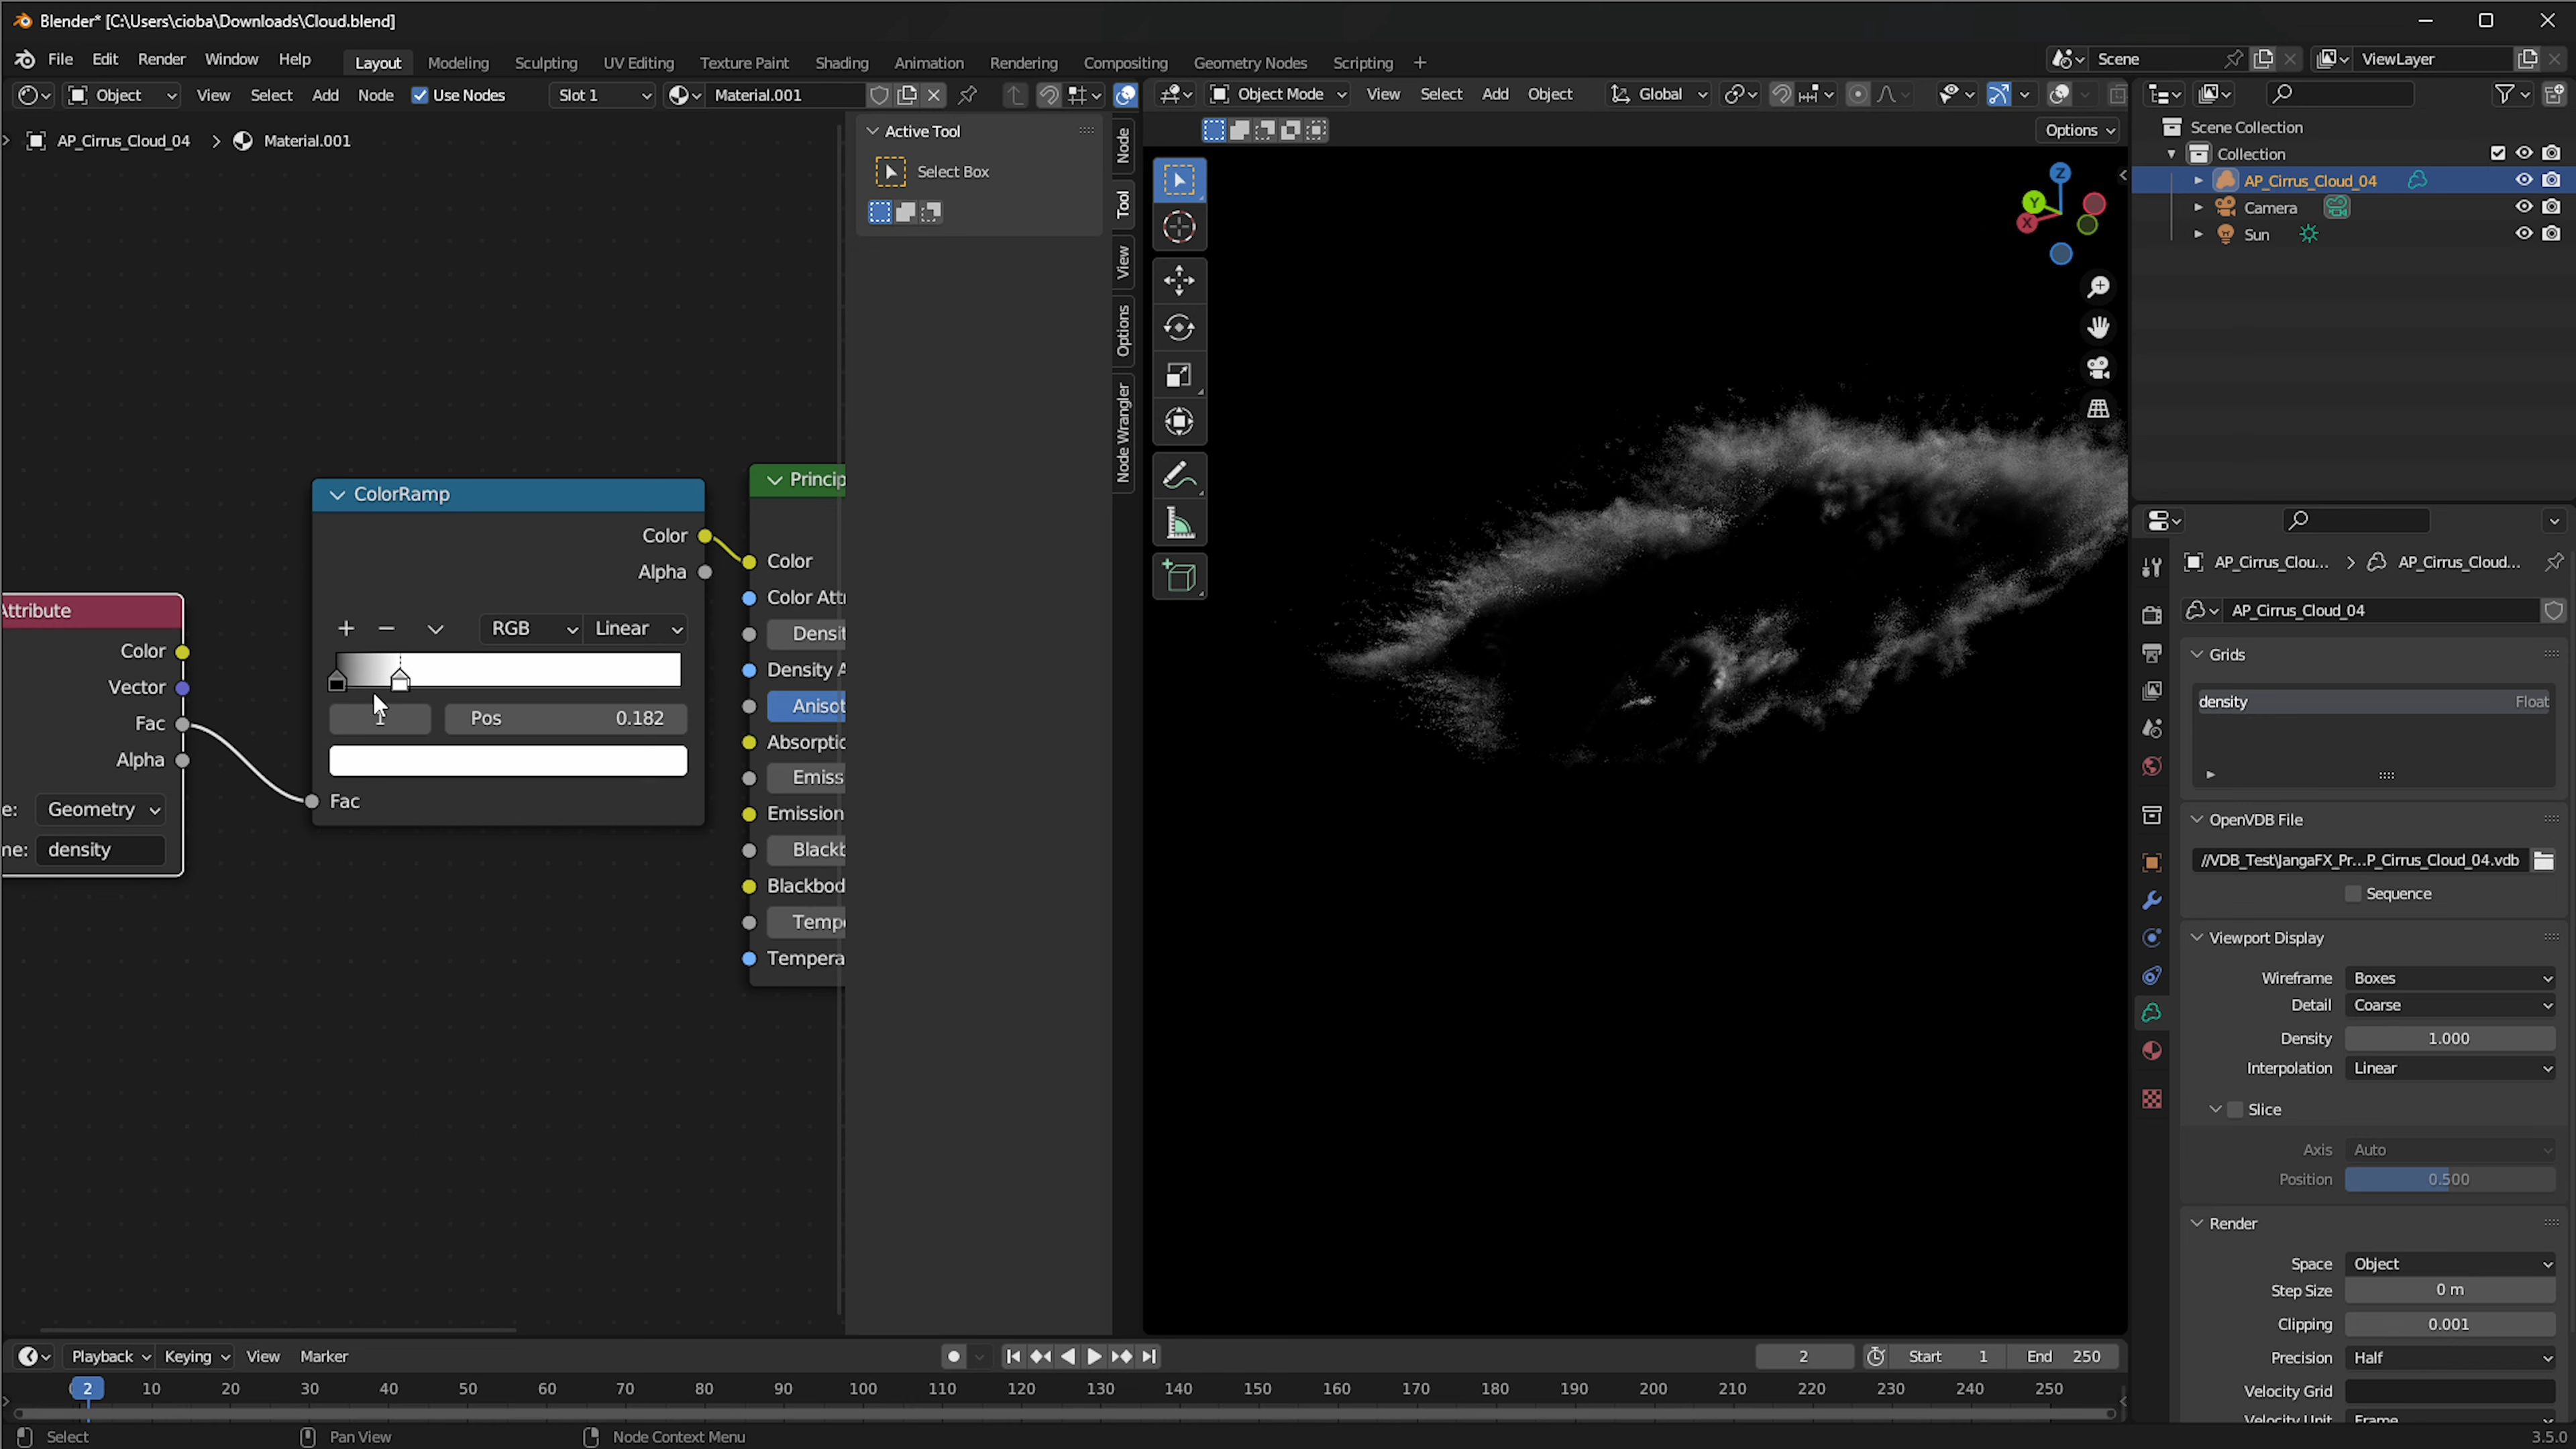 Blender* [C:\Users\cioba\Downloads\Cloud.blend]
File Edit Render Window Help Layout Modeling Sculpting UV Editing Texture Paint Shading Animation Rendering Compositing Geometry Nodes Scripting + Scene ViewLayer
Object View Select Add Node Use Nodes Slot 1 Material.001
Object Mode View Select Add Object Global
Options
AP_Cirrus_Cloud_04 > Material.001
Active Tool
Select Box
Node
Tool
View
Options
Node Wrangler
Z
Y
X
Scene Collection
Collection
AP_Cirrus_Cloud_04
Camera
Sun
Attribute
Color
Vector
Fac
Alpha
e: Geometry
me: density
ColorRamp
Color
Alpha
RGB Linear
1 Pos 0.182
Fac
Princip
Color
Color Attr
Densit
Density A
Anisot
Absorptic
Emiss
Emission
Blackb
Blackbod
Tempe
Tempera
AP_Cirrus_Clou... > AP_Cirrus_Cloud...
AP_Cirrus_Cloud_04
Grids
density Float
OpenVDB File
//VDB_Test\JangaFX_Pr...P_Cirrus_Cloud_04.vdb
Sequence
Viewport Display
Wireframe Boxes
Detail Coarse
Density 1.000
Interpolation Linear
Slice
Axis Auto
Position 0.500
Render
Space Object
Step Size 0 m
Clipping 0.001
Precision Half
Velocity Grid
Velocity Unit Frame
Playback Keying View Marker 2 Start 1 End 250
2 10 20 30 40 50 60 70 80 90 100 110 120 130 140 150 160 170 180 190 200 210 220 230 240 250
Select Pan View Node Context Menu 3.5.0